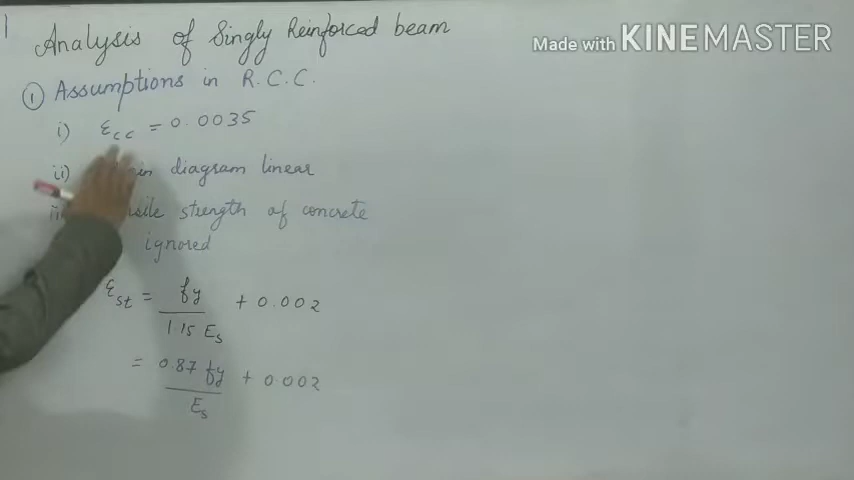 Analysis of Singly Reinforced beam
Made with KINEMASTER
① Assumptions in R.C.C.
i) εcc = 0.0035
ii) diagram linear
strength of concrete
ignored
εst = fy / 1.15 Es + 0.002
= 0.87 fy / Es + 0.002